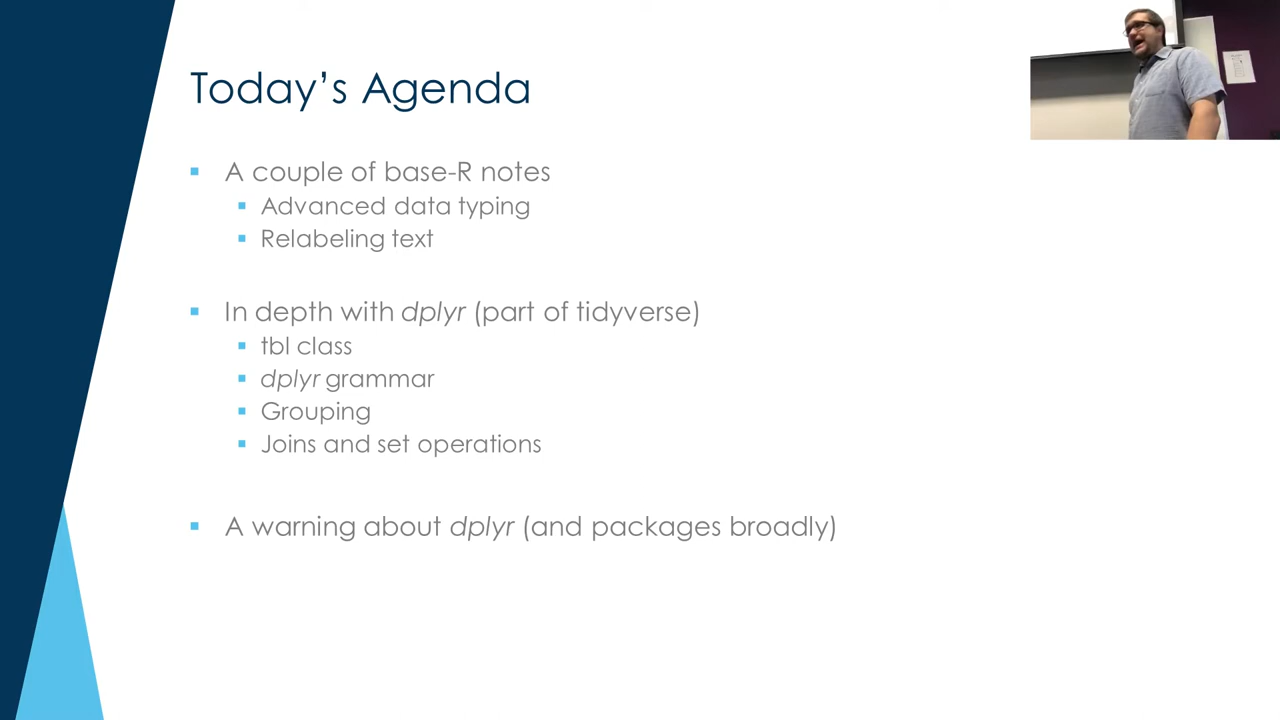 Today's Agenda
A couple of base-R notes
Advanced data typing
Relabeling text
In depth with dplyr (part of tidyverse)
tbl class
dplyr grammar
Grouping
Joins and set operations
A warning about dplyr (and packages broadly)